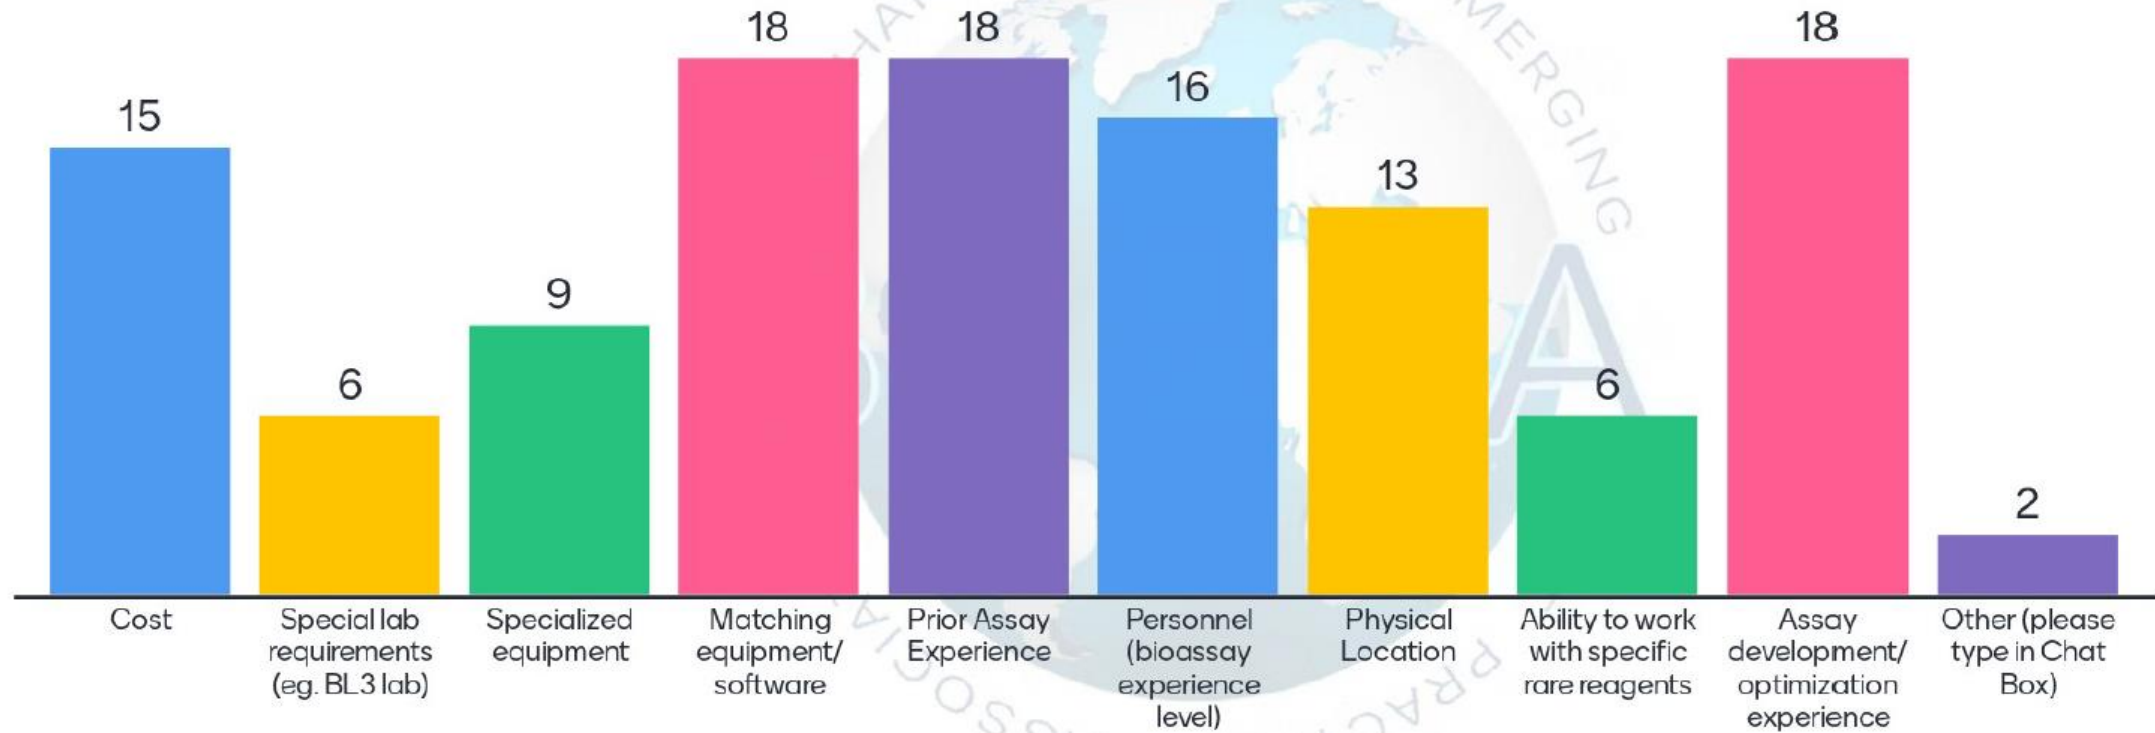 15
6
9
18
18
16
13
6
18
2
Cost
Special lab
requirements
(eg. BL3 lab)
Specialized
equipment
Matching
equipment/
software
Prior Assay
Experience
Personnel
(bioassay
experience
level)
Physical
Location
Ability to work
with specific
rare reagents
Assay
development/
optimization
experience
Other (please
type in Chat
Box)
EMERGING
A